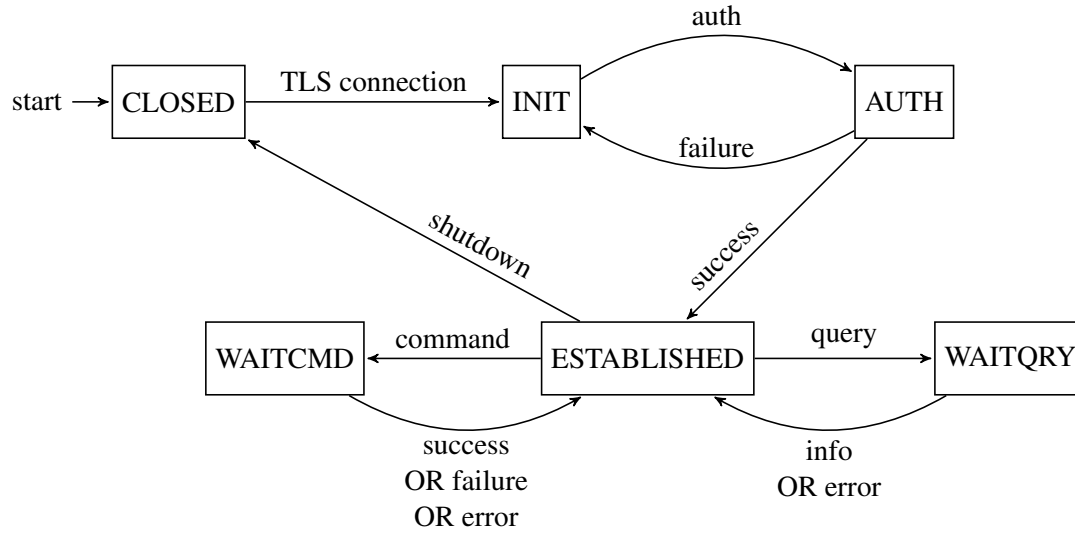 auth
start
CLOSED
TLS connection
INIT
AUTH
failure
shutdown
success
WAITCMD
command
ESTABLISHED
query
WAITQRY
success
OR failure
OR error
info
OR error